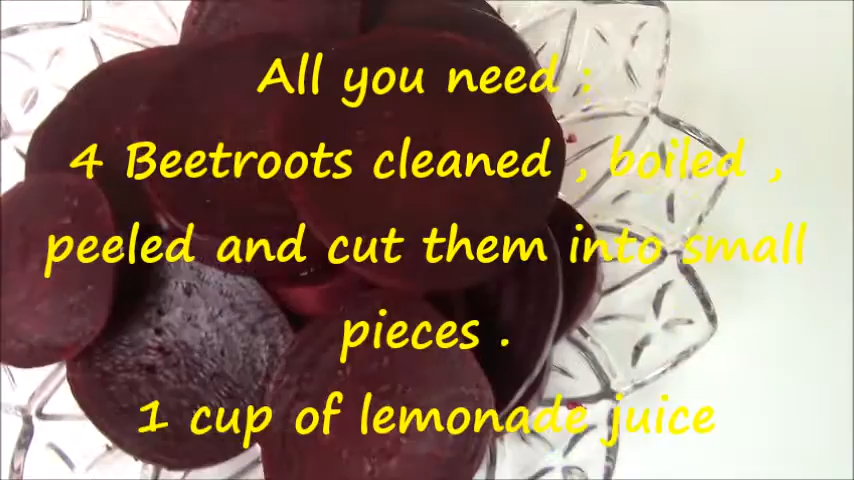 All you need :
4 Beetroots cleaned , boiled ,
peeled and cut them into small
pieces .
1 cup of lemonade juice